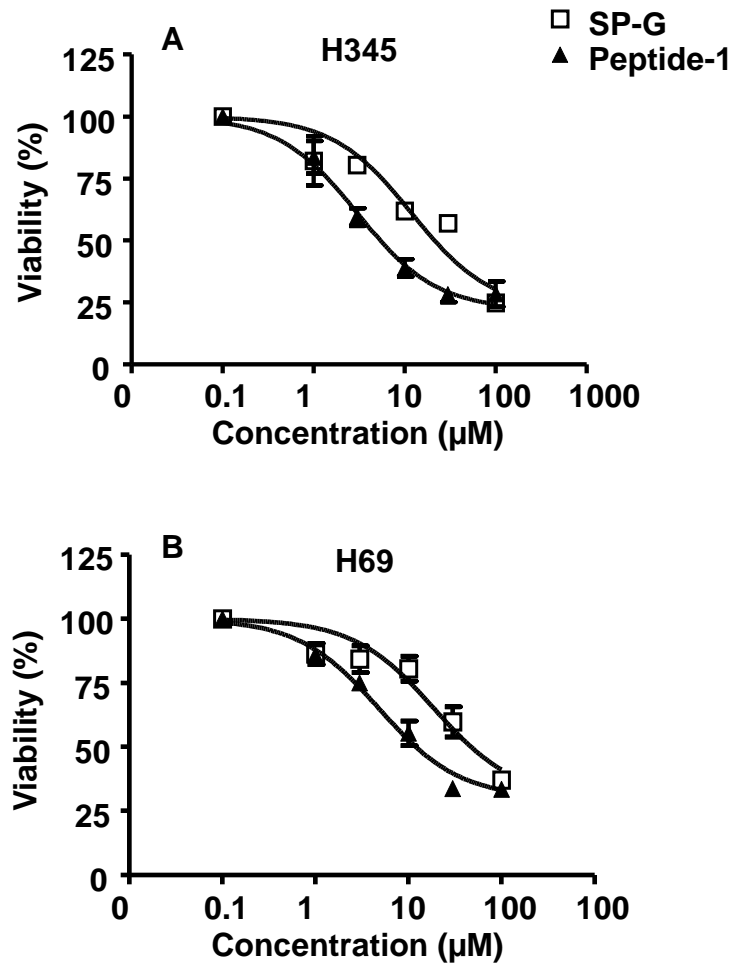 SP-G
Peptide-1
A
H345
125
100
75
50
25
0
Viability (%)
0 0.1 1 10 100 1000
Concentration (µM)
B
H69
125
100
75
50
25
0
Viability (%)
0 0.1 1 10 100 100
Concentration (µM)